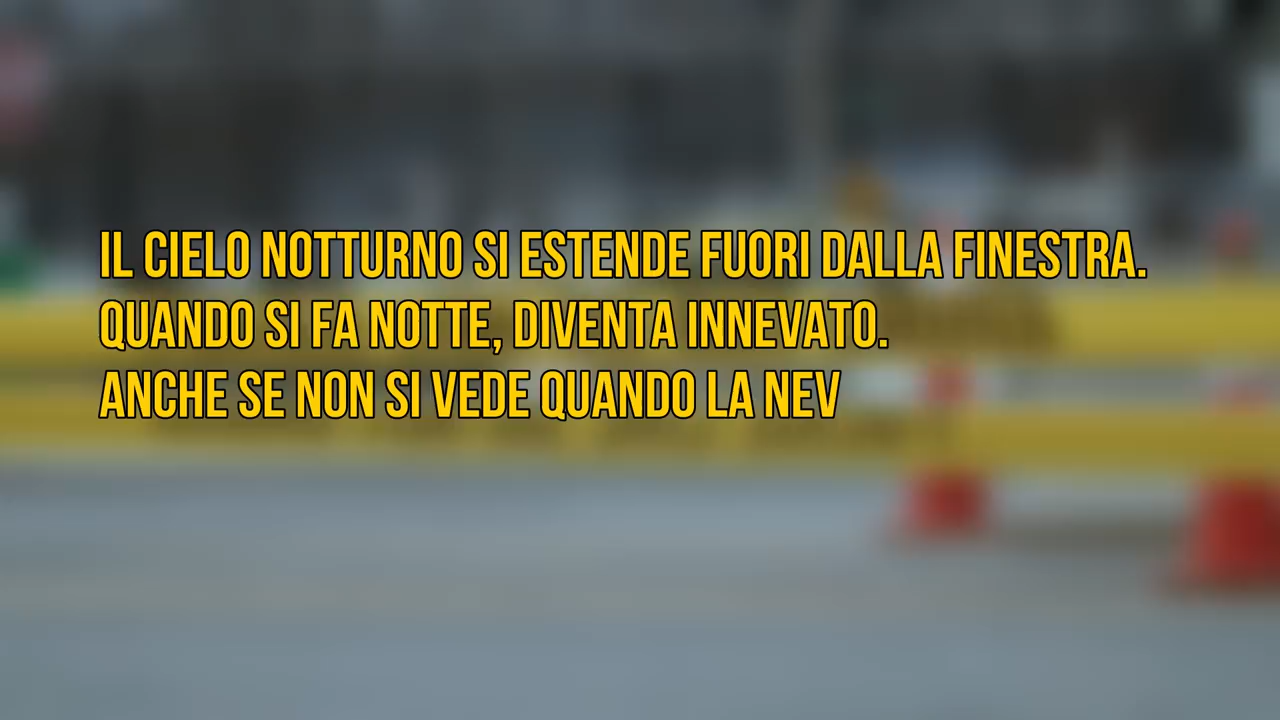 IL CIELO NOTTURNO SI ESTENDE FUORI DALLA FINESTRA.
QUANDO SI FA NOTTE, DIVENTA INNEVATO.
ANCHE SE NON SI VEDE QUANDO LA NEV